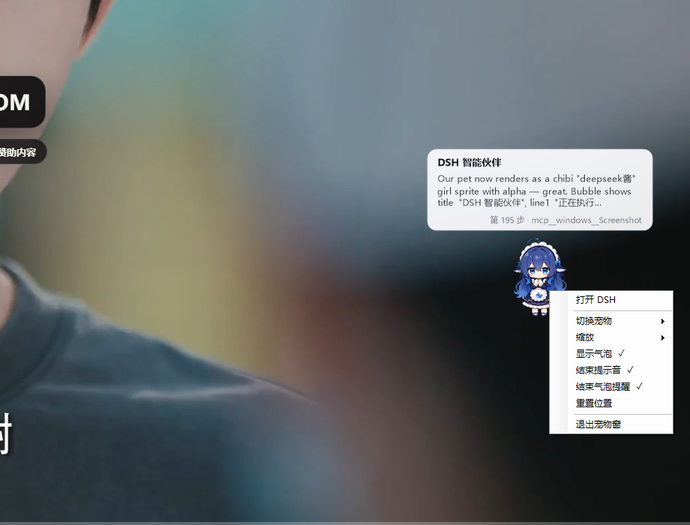 OM
赞助内容
DSH 智能伙伴
Our pet now renders as a chibi "deepseek酱"
girl sprite with alpha — great. Bubble shows
title "DSH 智能伙伴", line1 "正在执行...
第 195 步 · mcp__windows__Screenshot
打开 DSH
切换宠物
缩放
显示气泡 ✓
结束提示音 ✓
结束气泡提醒 ✓
重置位置
退出宠物窗